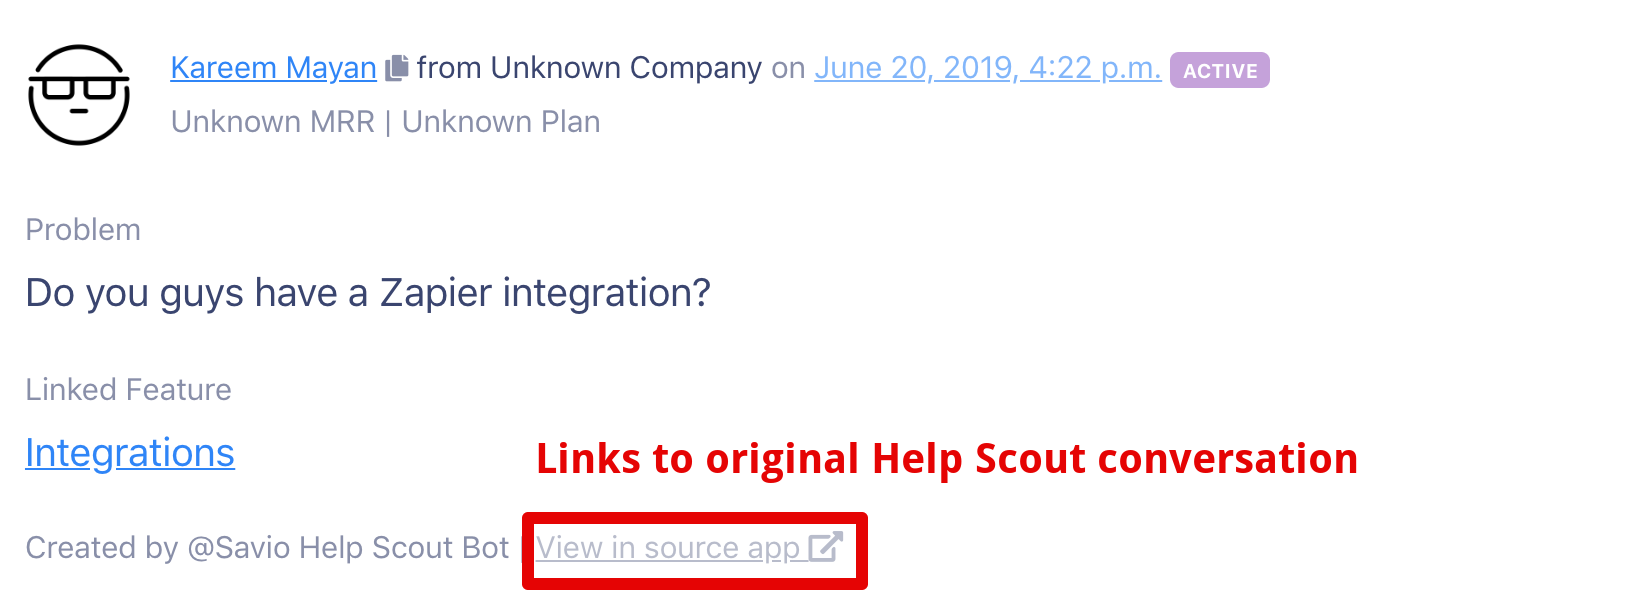 Kareem Mayan from Unknown Company on June 20, 2019, 4:22 p.m. ACTIVE
Unknown MRR | Unknown Plan
Problem
Do you guys have a Zapier integration?
Linked Feature
Integrations
Links to original Help Scout conversation
Created by @Savio Help Scout Bot | View in source app